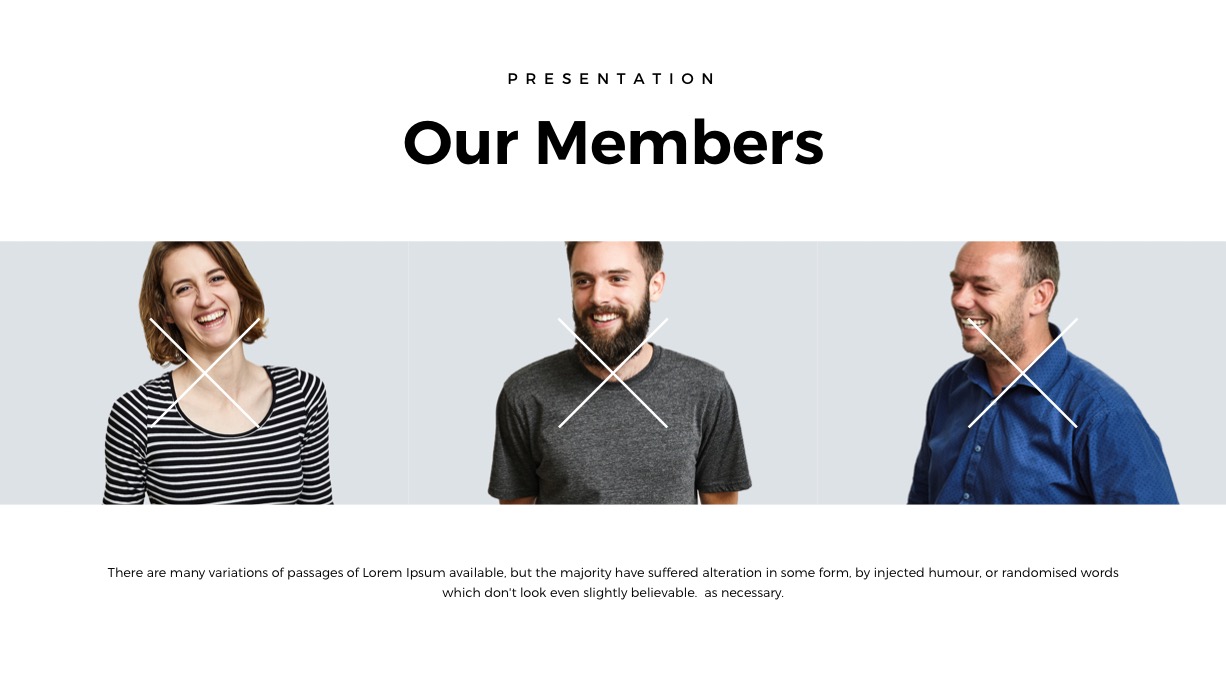 PRESENTATION
Our Members
There are many variations of passages of Lorem Ipsum available, but the majority have suffered alteration in some form, by injected humour, or randomised words
which don't look even slightly believable.  as necessary.